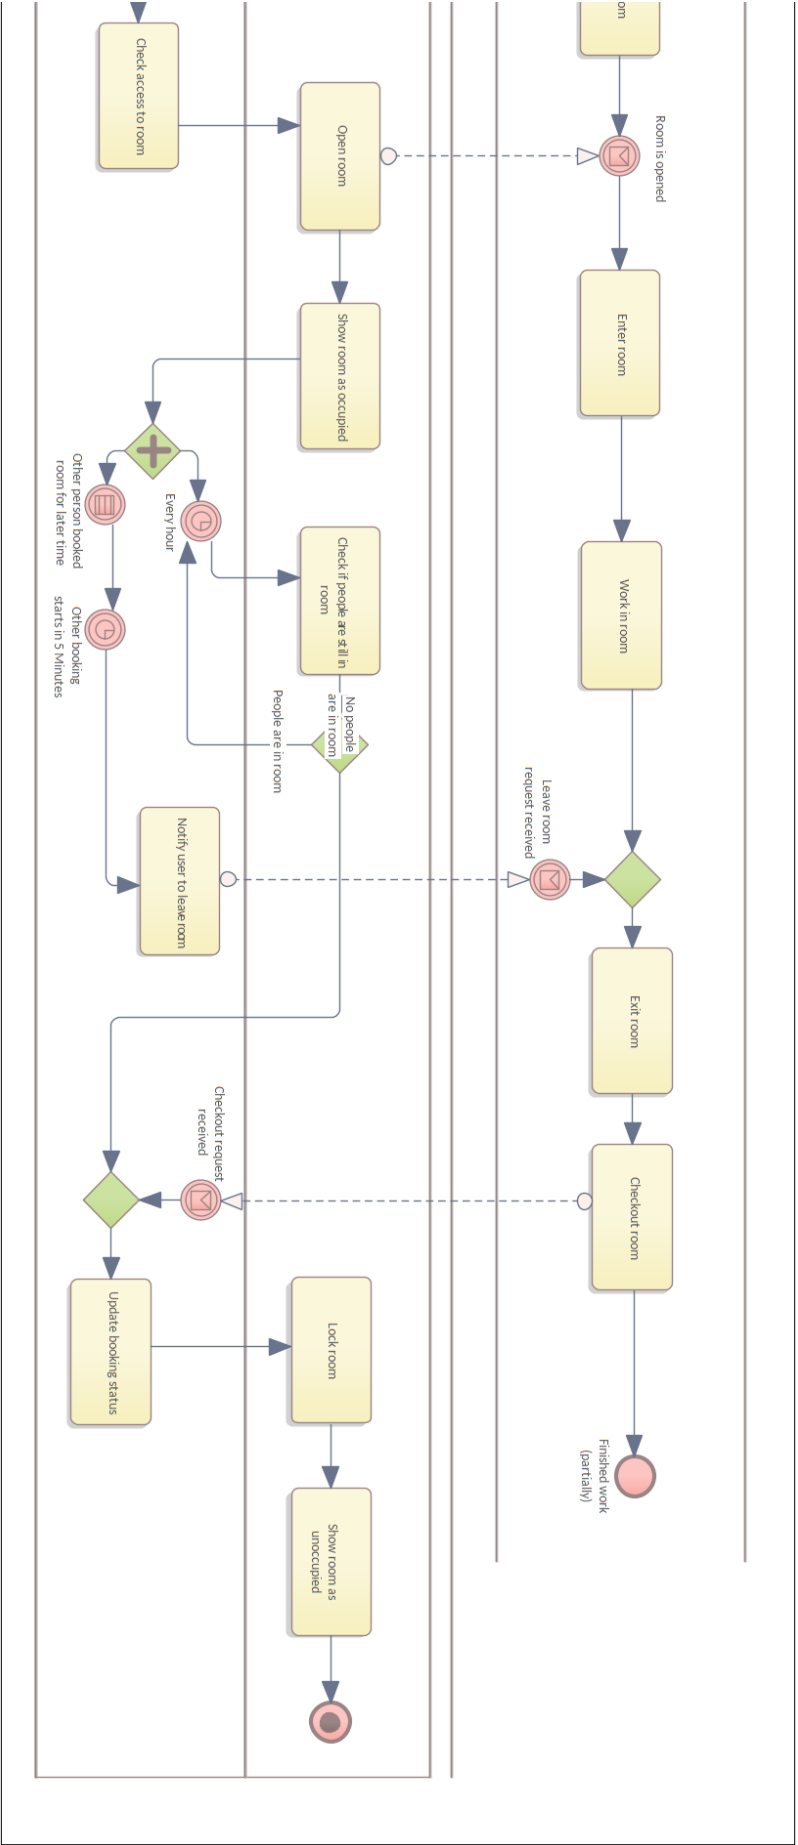 om
Room is opened
Enter room
Work in room
Leave room
request received
Exit room
Checkout room
Finished work
(partially)
Open room
Show room as occupied
Check if people are still in
room
No people
are in room
People are in room
Lock room
Show room as
unoccupied
Check access to room
Every hour
Other person booked
room for later time
Other booking
starts in 5 Minutes
Notify user to leave room
Checkout request
received
Update booking status